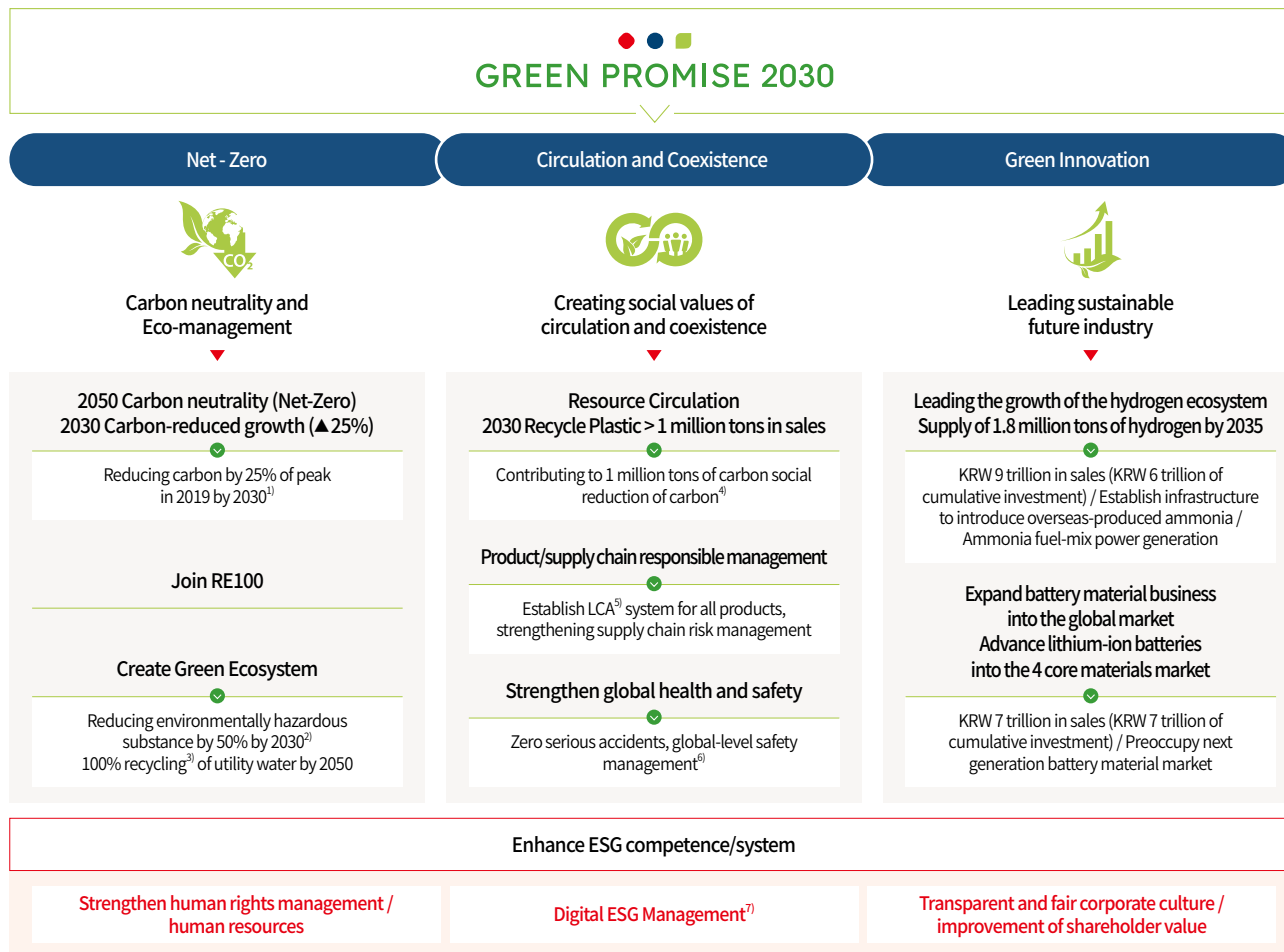 GREEN PROMISE 2030
Net - Zero
Circulation and Coexistence
Green Innovation
CO₂
Carbon neutrality and
Eco-management
Creating social values of
circulation and coexistence
Leading sustainable
future industry
2050 Carbon neutrality (Net-Zero)
2030 Carbon-reduced growth (▲25%)
Reducing carbon by 25% of peak
in 2019 by 2030¹⁾
Join RE100
Create Green Ecosystem
Reducing environmentally hazardous
substance by 50% by 2030²⁾
100% recycling³⁾ of utility water by 2050
Resource Circulation
2030 Recycle Plastic > 1 million tons in sales
Contributing to 1 million tons of carbon social
reduction of carbon⁴⁾
Product/supply chain responsible management
Establish LCA⁵⁾ system for all products,
strengthening supply chain risk management
Strengthen global health and safety
Zero serious accidents, global-level safety
management⁶⁾
Leading the growth of the hydrogen ecosystem
Supply of 1.8 million tons of hydrogen by 2035
KRW 9 trillion in sales (KRW 6 trillion of
cumulative investment) / Establish infrastructure
to introduce overseas-produced ammonia /
Ammonia fuel-mix power generation
Expand battery material business
into the global market
Advance lithium-ion batteries
into the 4 core materials market
KRW 7 trillion in sales (KRW 7 trillion of
cumulative investment) / Preoccupy next
generation battery material market
Enhance ESG competence/system
Strengthen human rights management /
human resources
Digital ESG Management⁷⁾
Transparent and fair corporate culture /
improvement of shareholder value